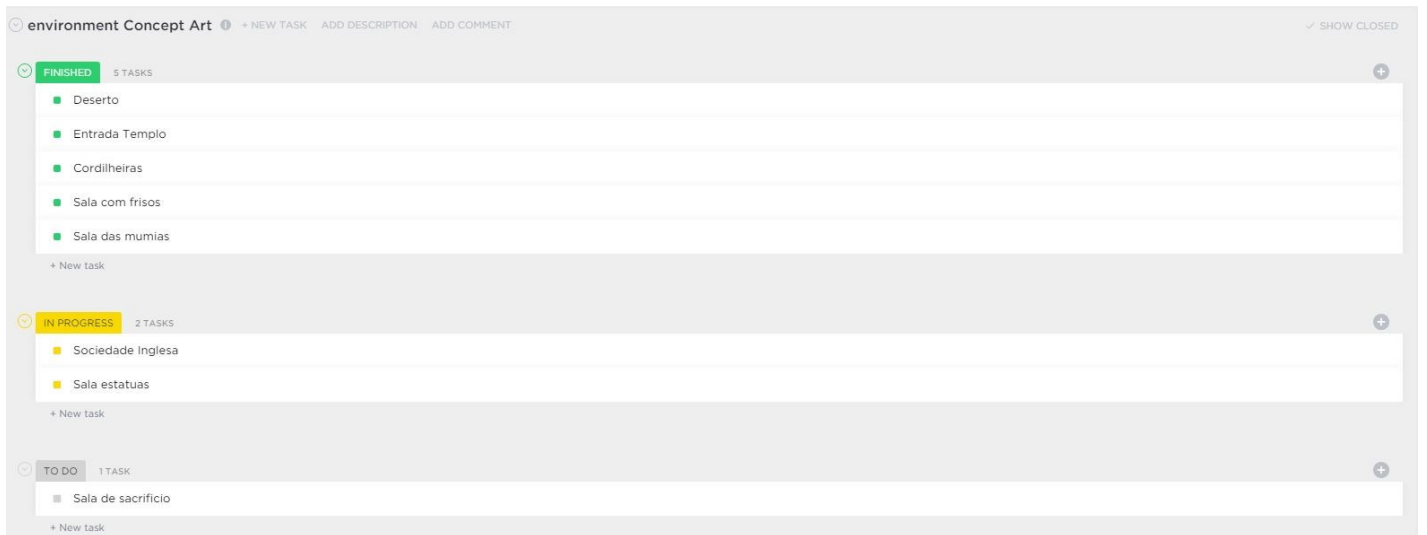 environment Concept Art + NEW TASK ADD DESCRIPTION ADD COMMENT SHOW CLOSED
FINISHED 5 TASKS
Deserto
Entrada Templo
Cordilheiras
Sala com frisos
Sala das mumias
+ New task
IN PROGRESS 2 TASKS
Sociedade Inglesa
Sala estatuas
+ New task
TO DO 1 TASK
Sala de sacrificio
+ New task